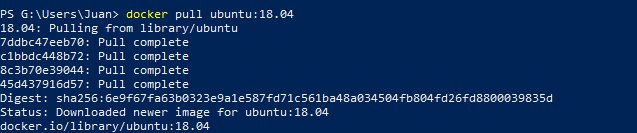 PS G:\Users\Juan> docker pull ubuntu:18.04
18.04: Pulling from library/ubuntu
7ddbc47eeb70: Pull complete
c1bbdc448b72: Pull complete
8c3b70e39044: Pull complete
45d437916d57: Pull complete
Digest: sha256:6e9f67fa63b0323e9a1e587fd71c561ba48a034504fb804fd26fd8800039835d
Status: Downloaded newer image for ubuntu:18.04
docker.io/library/ubuntu:18.04